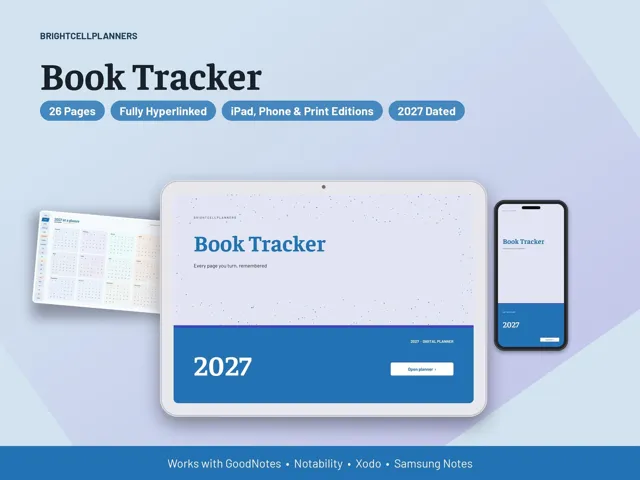 BRIGHTCELLPLANNERS
Book Tracker
26 Pages
Fully Hyperlinked
iPad, Phone & Print Editions
2027 Dated
BRIGHTCELLPLANNERS
Book Tracker
Every page you turn, remembered
2027 · DIGITAL PLANNER
2027
Open planner ›
Book Tracker
2027
Works with GoodNotes • Notability • Xodo • Samsung Notes